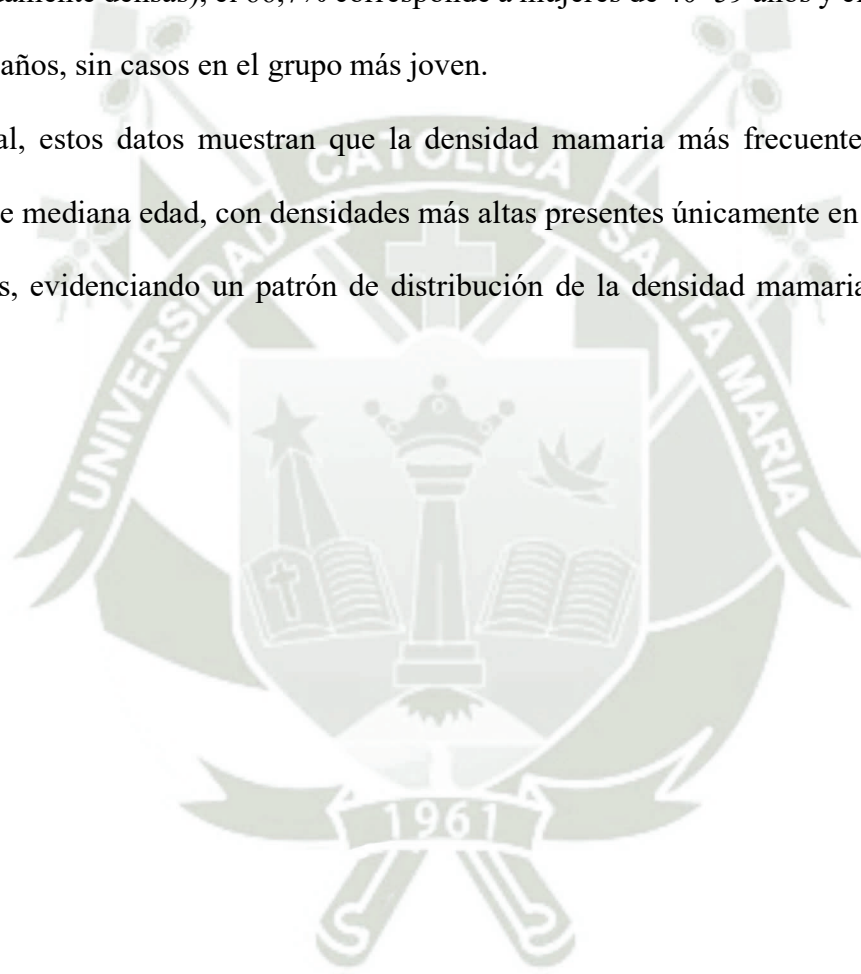 densas), el 66,7% corresponde a mujeres de 40–59 años y el
años, sin casos en el grupo más joven.
estos datos muestran que la densidad mamaria más frecuente
mediana edad, con densidades más altas presentes únicamente en
evidenciando un patrón de distribución de la densidad mamaria
UNIVERSIDAD CATOLICA SANTA MARIA
1961